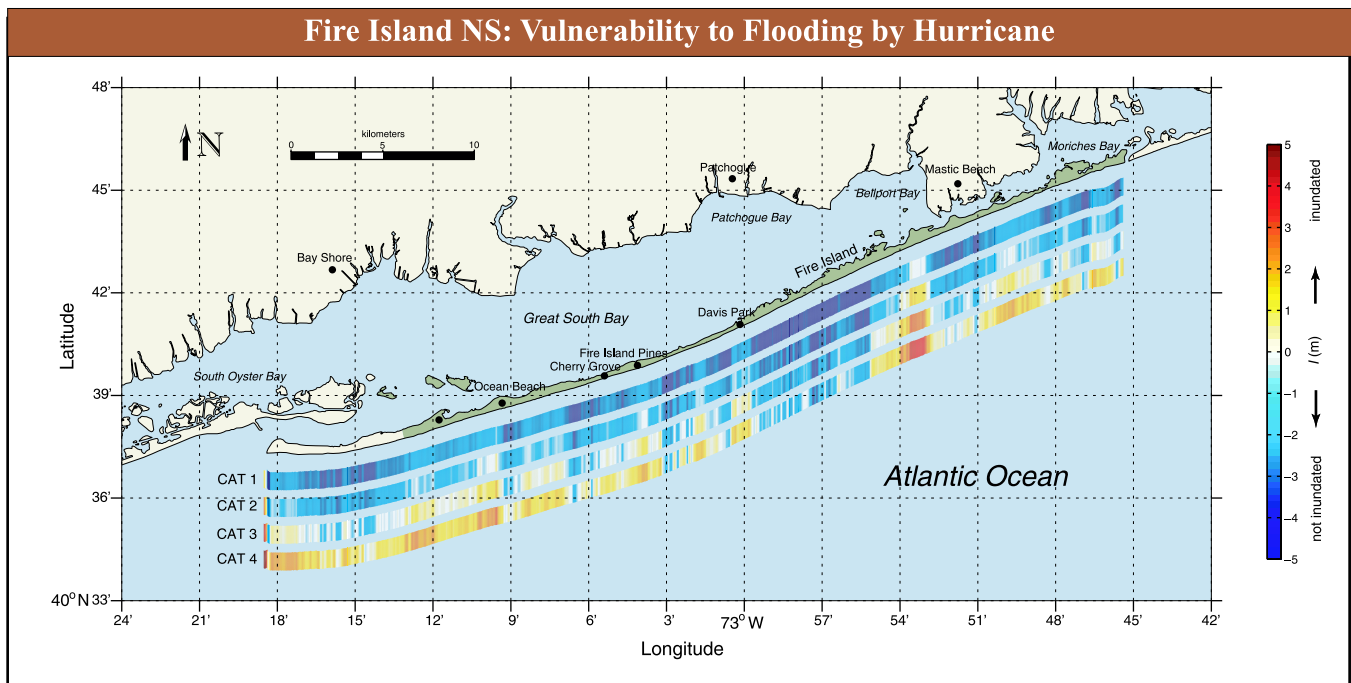 Fire Island NS: Vulnerability to Flooding by Hurricane
48'
45'
42'
39'
36'
40° N 33'
Latitude
N
kilometers
0 5 10
Patchogue
Mastic Beach
Moriches Bay
Bellport Bay
Patchogue Bay
Bay Shore
Fire Island
Great South Bay
Davis Park
Fire Island Pines
Cherry Grove
South Oyster Bay
Ocean Beach
Atlantic Ocean
CAT 1
CAT 2
CAT 3
CAT 4
24' 21' 18' 15' 12' 9' 6' 3' 73° W 57' 54' 51' 48' 45' 42'
Longitude
5
4
3
2
1
0
−1
−2
−3
−4
−5
inundated
I (m)
not inundated